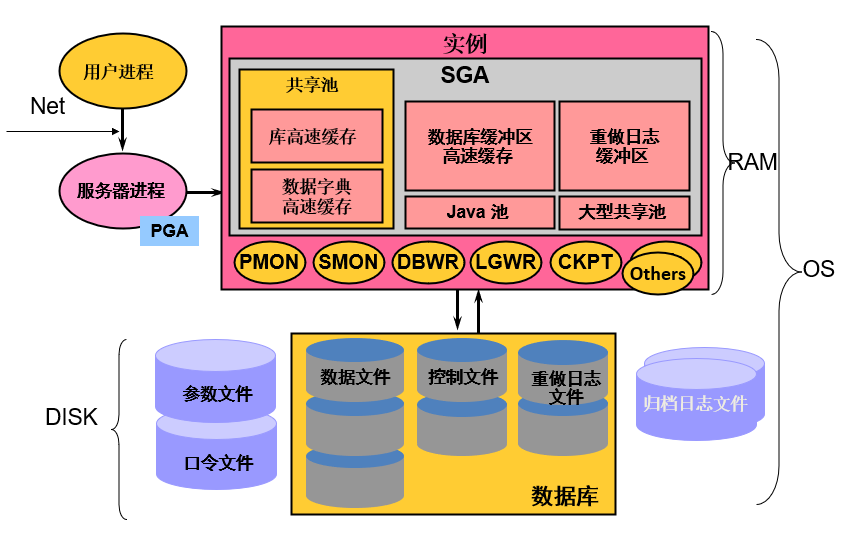 实例
SGA
用户进程
共享池
Net
库高速缓存
数据库缓冲区
高速缓存
重做日志
缓冲区
RAM
服务器进程
数据字典
高速缓存
Java 池
大型共享池
PGA
PMON
SMON
DBWR
LGWR
CKPT
Others
OS
数据文件
控制文件
重做日志
文件
参数文件
归档日志文件
DISK
口令文件
数据库